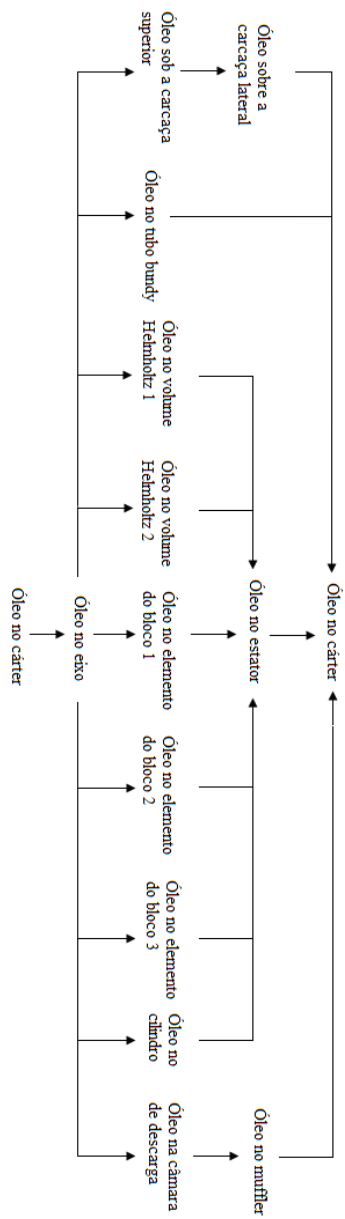 Óleo no cárter
Óleo no eixo
Óleo sob a carcaça
superior
Óleo no tubo bundy
Óleo no volume
Helmholtz 1
Óleo no volume
Helmholtz 2
Óleo no elemento
do bloco 1
Óleo no elemento
do bloco 2
Óleo no elemento
do bloco 3
Óleo no
cilindro
Óleo na câmara
de descarga
Óleo sobre a
carcaça lateral
Óleo no estator
Óleo no muffler
Óleo no cárter